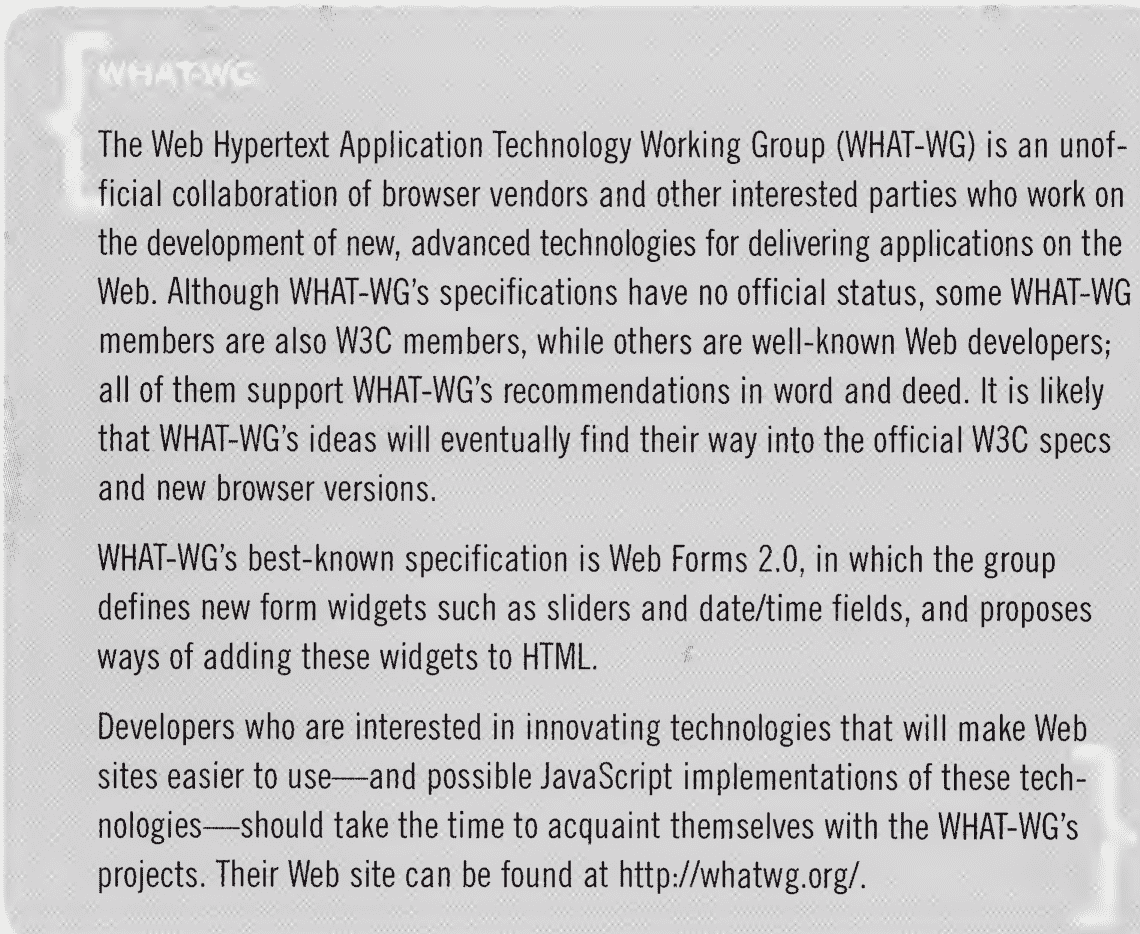 WHAT-WG
The Web Hypertext Application Technology Working Group (WHAT-WG) is an unof-
ficial collaboration of browser vendors and other interested parties who work on
the development of new, advanced technologies for delivering applications on the
Web. Although WHAT-WG's specifications have no official status, some WHAT-WG
members are also W3C members, while others are well-known Web developers;
all of them support WHAT-WG's recommendations in word and deed. It is likely
that WHAT-WG's ideas will eventually find their way into the official W3C specs
and new browser versions.
WHAT-WG's best-known specification is Web Forms 2.0, in which the group
defines new form widgets such as sliders and date/time fields, and proposes
ways of adding these widgets to HTML.
Developers who are interested in innovating technologies that will make Web
sites easier to use—and possible JavaScript implementations of these tech-
nologies—should take the time to acquaint themselves with the WHAT-WG's
projects. Their Web site can be found at http://whatwg.org/.